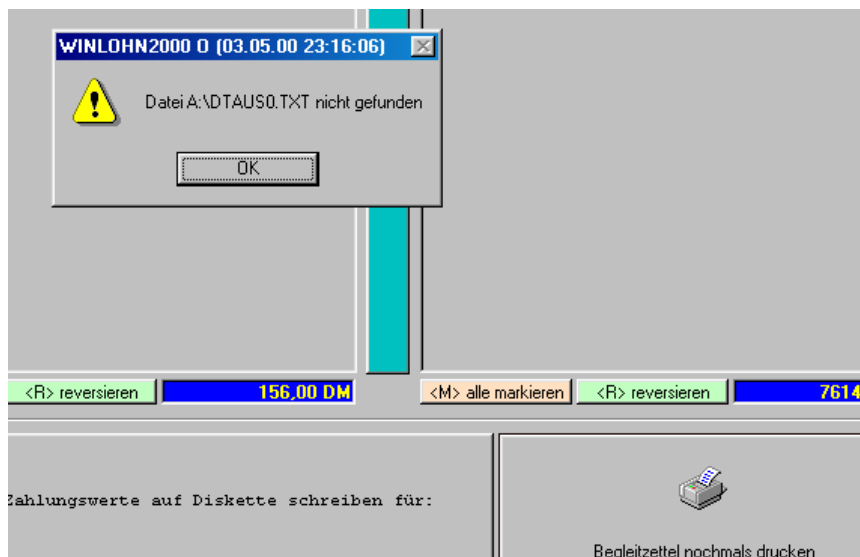 WINLOHN2000 O (03.05.00 23:16:06)
Datei A:\DTAUS0.TXT nicht gefunden
OK
<R> reversieren 156,00 DM <M> alle markieren <R> reversieren 7614
Zahlungswerte auf Diskette schreiben für:
Begleitzettel nochmals drucken